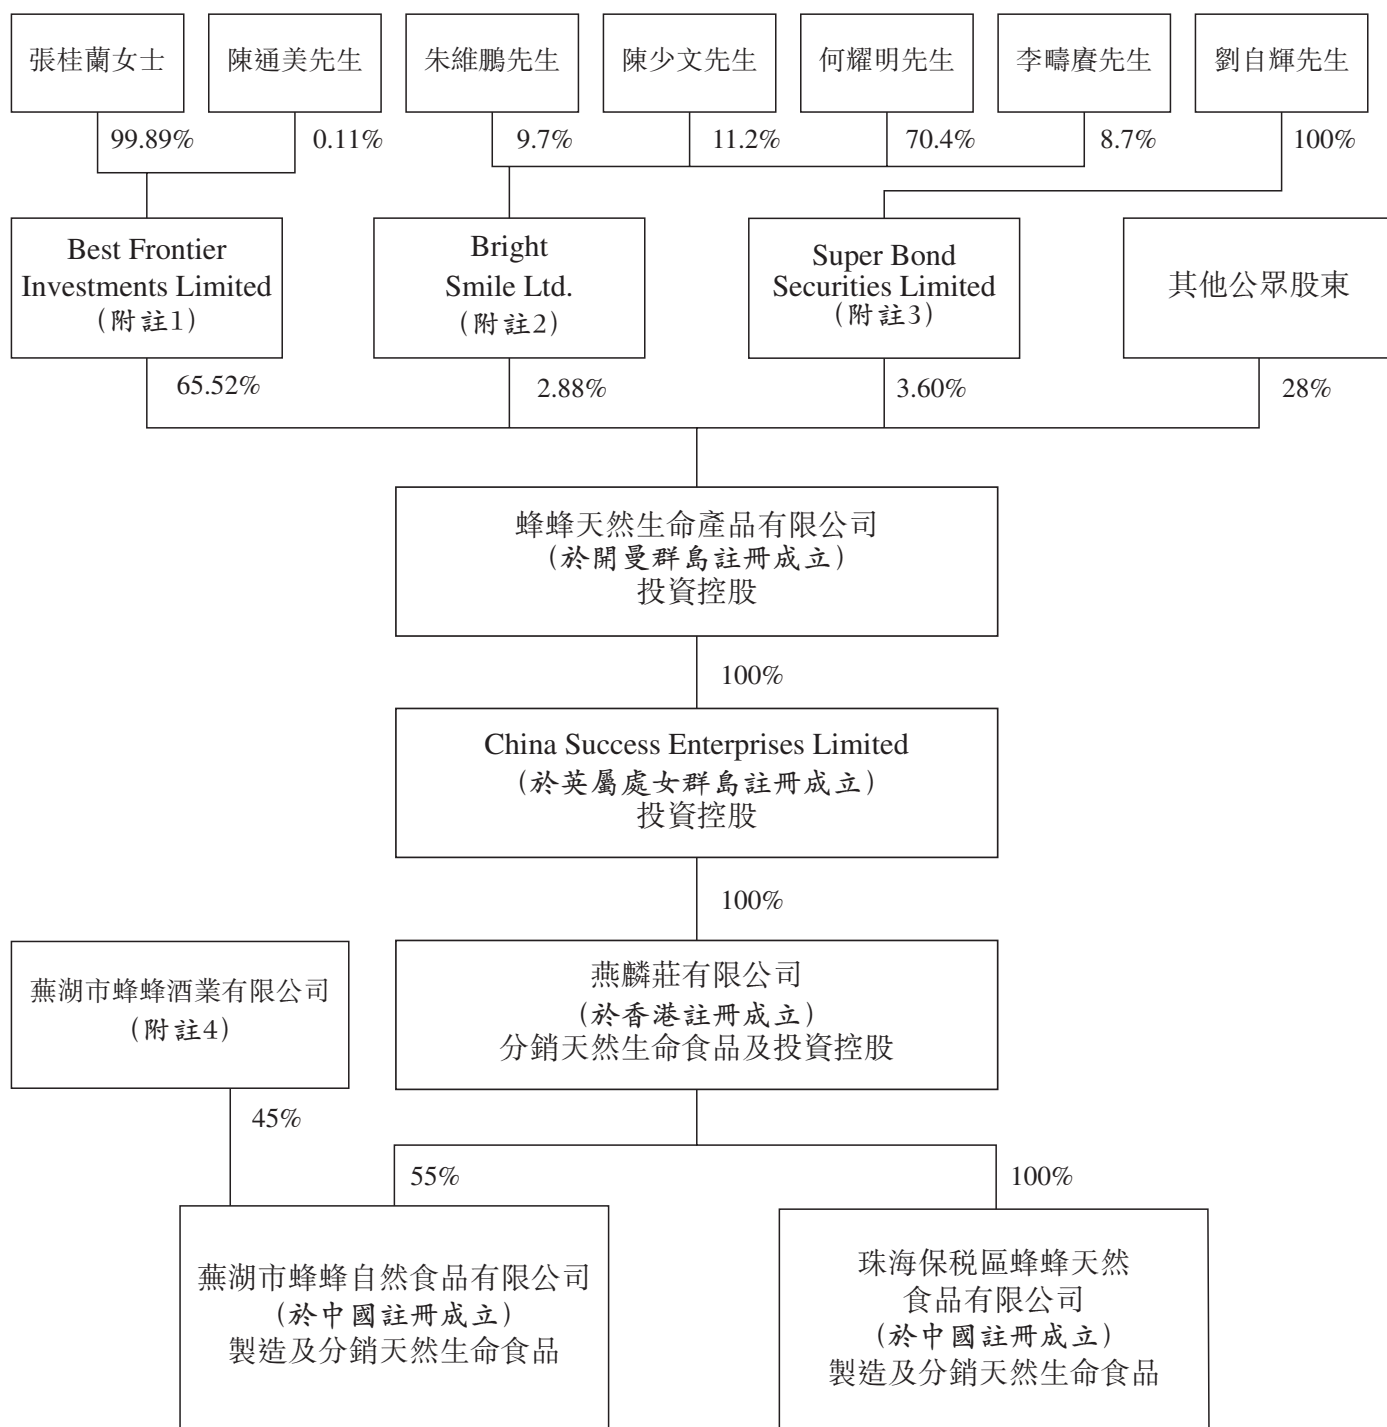 張桂蘭女士
陳通美先生
朱維鵬先生
陳少文先生
何耀明先生
李疇賡先生
劉自輝先生
99.89%
0.11%
9.7%
11.2%
70.4%
8.7%
100%
Best Frontier
Investments Limited
(附註1)
Bright
Smile Ltd.
(附註2)
Super Bond
Securities Limited
(附註3)
其他公眾股東
65.52%
2.88%
3.60%
28%
蜂蜂天然生命產品有限公司
(於開曼群島註冊成立)
投資控股
100%
China Success Enterprises Limited
(於英屬處女群島註冊成立)
投資控股
100%
蕪湖市蜂蜂酒業有限公司
(附註4)
燕麟莊有限公司
(於香港註冊成立)
分銷天然生命食品及投資控股
45%
55%
100%
蕪湖市蜂蜂自然食品有限公司
(於中國註冊成立)
製造及分銷天然生命食品
珠海保税區蜂蜂天然
食品有限公司
(於中國註冊成立)
製造及分銷天然生命食品